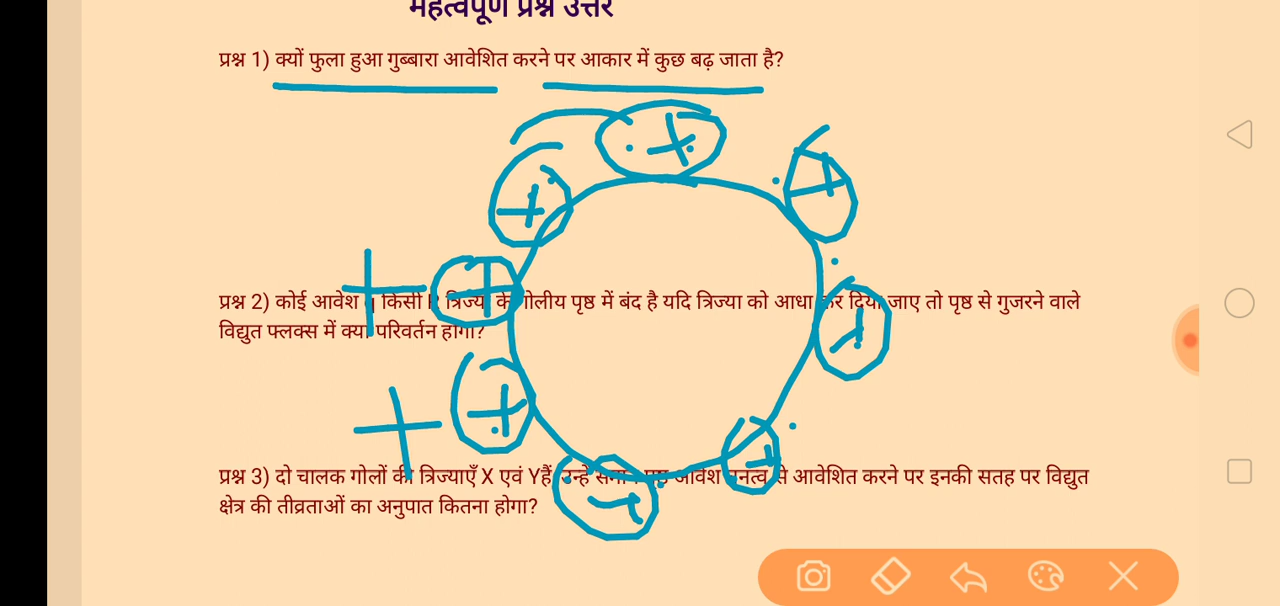 महत्वपूर्ण प्रश्न उत्तर
प्रश्न 1) क्यों फुला हुआ गुब्बारा आवेशित करने पर आकार में कुछ बढ़ जाता है?
+ +
+
+ +
प्रश्न 2) कोई आवेश q किसी R त्रिज्या के गोलीय पृष्ठ में बंद है यदि त्रिज्या को आधा कर दिया जाए तो पृष्ठ से गुजरने वाले
विद्युत फ्लक्स में क्या परिवर्तन होगा?
+ +
प्रश्न 3) दो चालक गोलों की त्रिज्याएँ X एवं Y हैं उन्हे समान पृष्ठ आवेश घनत्व से आवेशित करने पर इनकी सतह पर विद्युत
क्षेत्र की तीव्रताओं का अनुपात कितना होगा?